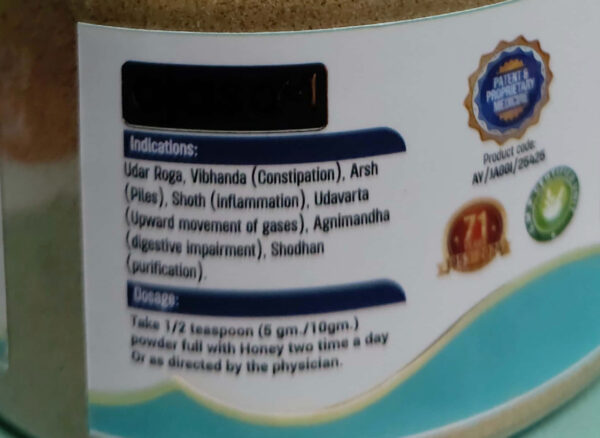 Indications:
Udar Roga, Vibhanda (Constipation), Arsh
(Piles), Shoth (inflammation), Udavarta
(Upward movement of gases), Agnimandha
(digestive impairment), Shodhan
(purification).
Dosage:
Take 1/2 teaspoon (5 gm./10gm.)
powder full with Honey two time a day
Or as directed by the physician.
PATENT &
PROPRIETARY
MEDICINE
Product code:
AY/JAGGI/25425
71